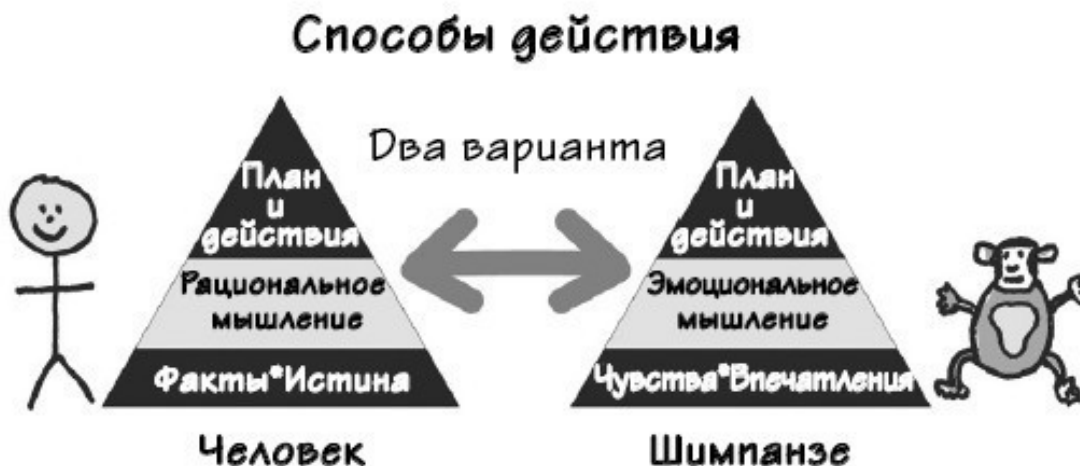 Способы действия
Два варианта
План
и
действия
Рациональное
мышление
Факты*Истина
Человек
План
и
действия
Эмоциональное
мышление
Чувства*Впечатления
Шимпанзе